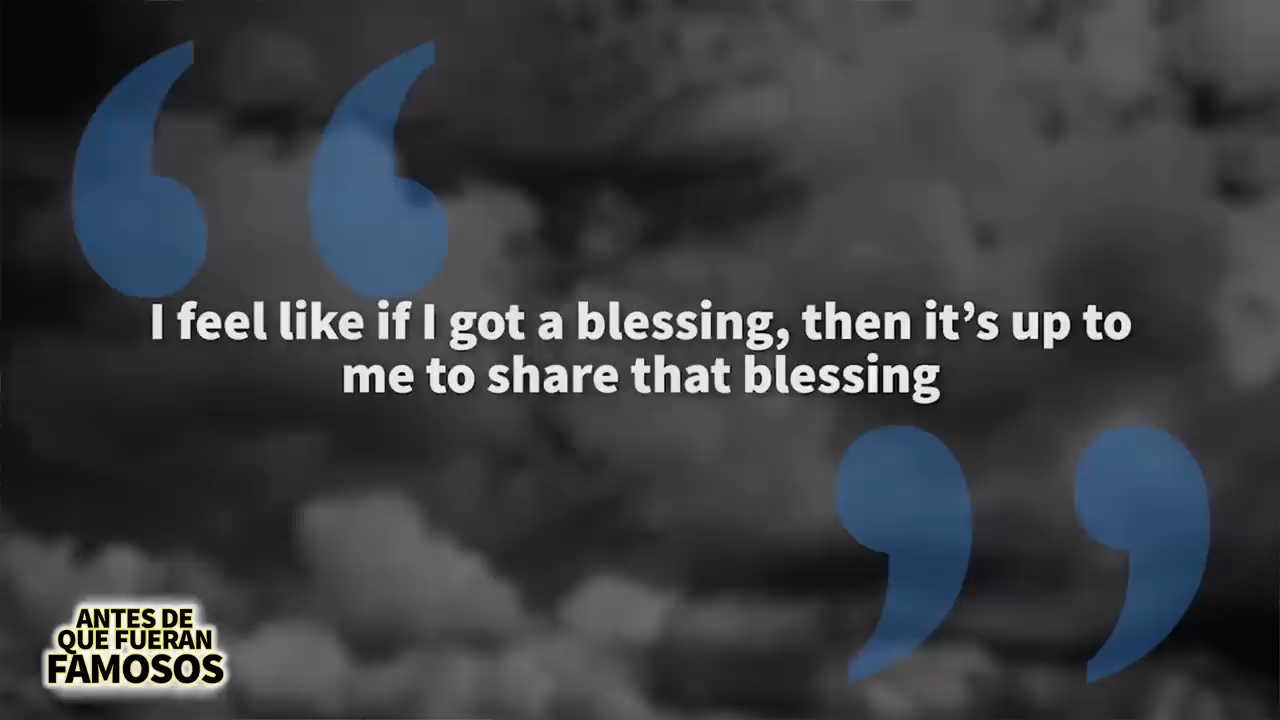 I feel like if I got a blessing, then it’s up to
me to share that blessing
ANTES DE
QUE FUERAN
FAMOSOS